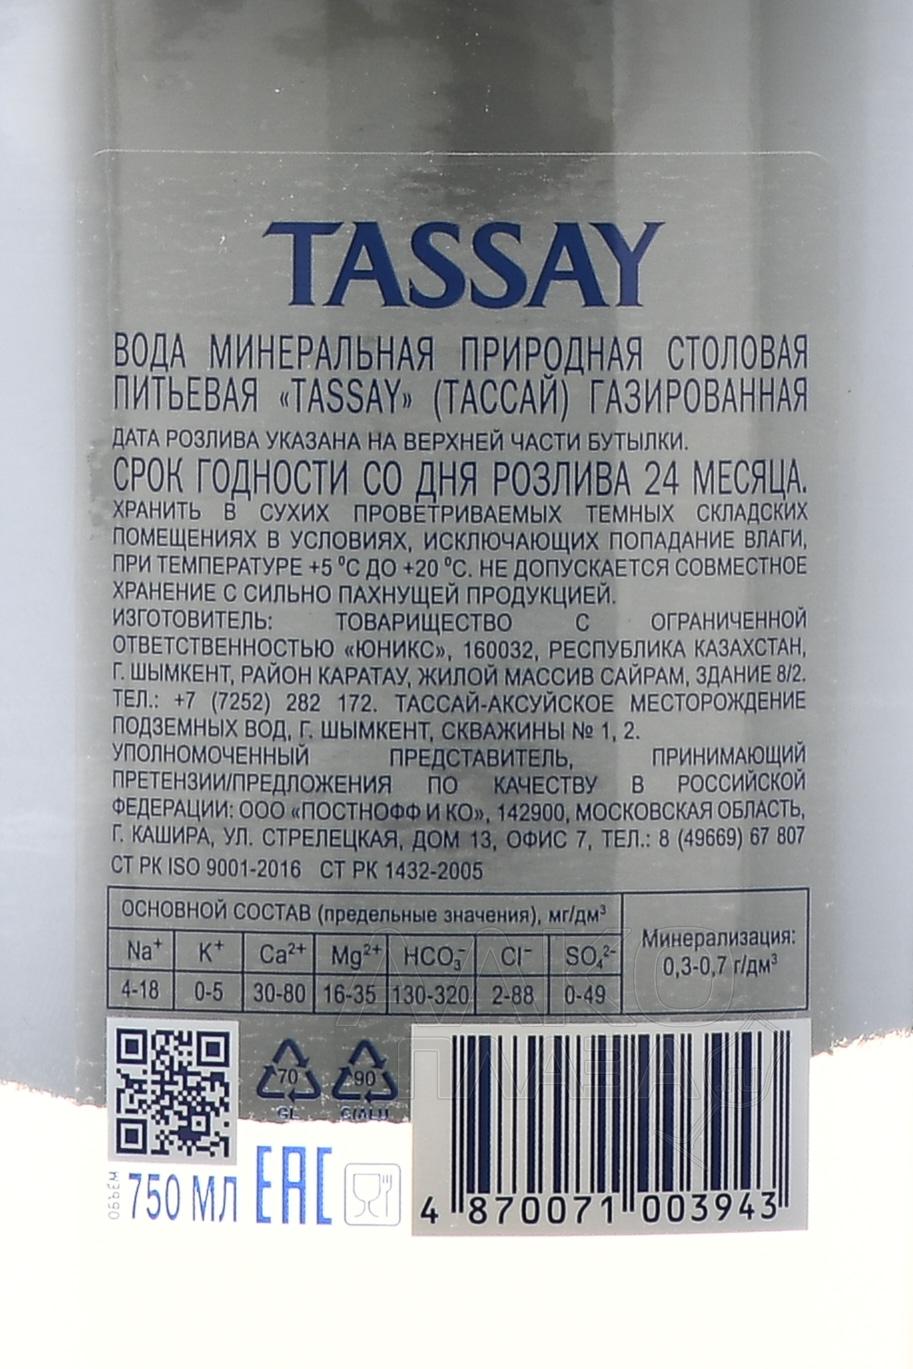 TASSAY
ВОДА МИНЕРАЛЬНАЯ ПРИРОДНАЯ СТОЛОВАЯ
ПИТЬЕВАЯ «TASSAY» (ТАССАЙ) ГАЗИРОВАННАЯ
ДАТА РОЗЛИВА УКАЗАНА НА ВЕРХНЕЙ ЧАСТИ БУТЫЛКИ.
СРОК ГОДНОСТИ СО ДНЯ РОЗЛИВА 24 МЕСЯЦА.
ХРАНИТЬ В СУХИХ ПРОВЕТРИВАЕМЫХ ТЕМНЫХ СКЛАДСКИХ
ПОМЕЩЕНИЯХ В УСЛОВИЯХ, ИСКЛЮЧАЮЩИХ ПОПАДАНИЕ ВЛАГИ,
ПРИ ТЕМПЕРАТУРЕ +5 ºС ДО +20 ºС. НЕ ДОПУСКАЕТСЯ СОВМЕСТНОЕ
ХРАНЕНИЕ С СИЛЬНО ПАХНУЩЕЙ ПРОДУКЦИЕЙ.
ИЗГОТОВИТЕЛЬ: ТОВАРИЩЕСТВО С ОГРАНИЧЕННОЙ
ОТВЕТСТВЕННОСТЬЮ «ЮНИКС», 160032, РЕСПУБЛИКА КАЗАХСТАН,
Г. ШЫМКЕНТ, РАЙОН КАРАТАУ, ЖИЛОЙ МАССИВ САЙРАМ, ЗДАНИЕ 8/2.
ТЕЛ.: +7 (7252) 282 172. ТАССАЙ-АКСУЙСКОЕ МЕСТОРОЖДЕНИЕ
ПОДЗЕМНЫХ ВОД, Г. ШЫМКЕНТ, СКВАЖИНЫ № 1, 2.
УПОЛНОМОЧЕННЫЙ ПРЕДСТАВИТЕЛЬ, ПРИНИМАЮЩИЙ
ПРЕТЕНЗИИ/ПРЕДЛОЖЕНИЯ ПО КАЧЕСТВУ В РОССИЙСКОЙ
ФЕДЕРАЦИИ: ООО «ПОСТНОФФ И КО», 142900, МОСКОВСКАЯ ОБЛАСТЬ,
Г. КАШИРА, УЛ. СТРЕЛЕЦКАЯ, ДОМ 13, ОФИС 7, ТЕЛ.: 8 (49669) 67 807
СТ РК ISO 9001-2016 СТ РК 1432-2005
ОСНОВНОЙ СОСТАВ (предельные значения), мг/дм³
Na⁺ K⁺ Ca²⁺ Mg²⁺ HCO₃⁻ Cl⁻ SO₄²⁻
4-18 0-5 30-80 16-35 130-320 2-88 0-49
Минерализация:
0,3-0,7 г/дм³
70 90
GL C/ALU
ОБЪЕМ 750 МЛ EAC
4 870071 003943